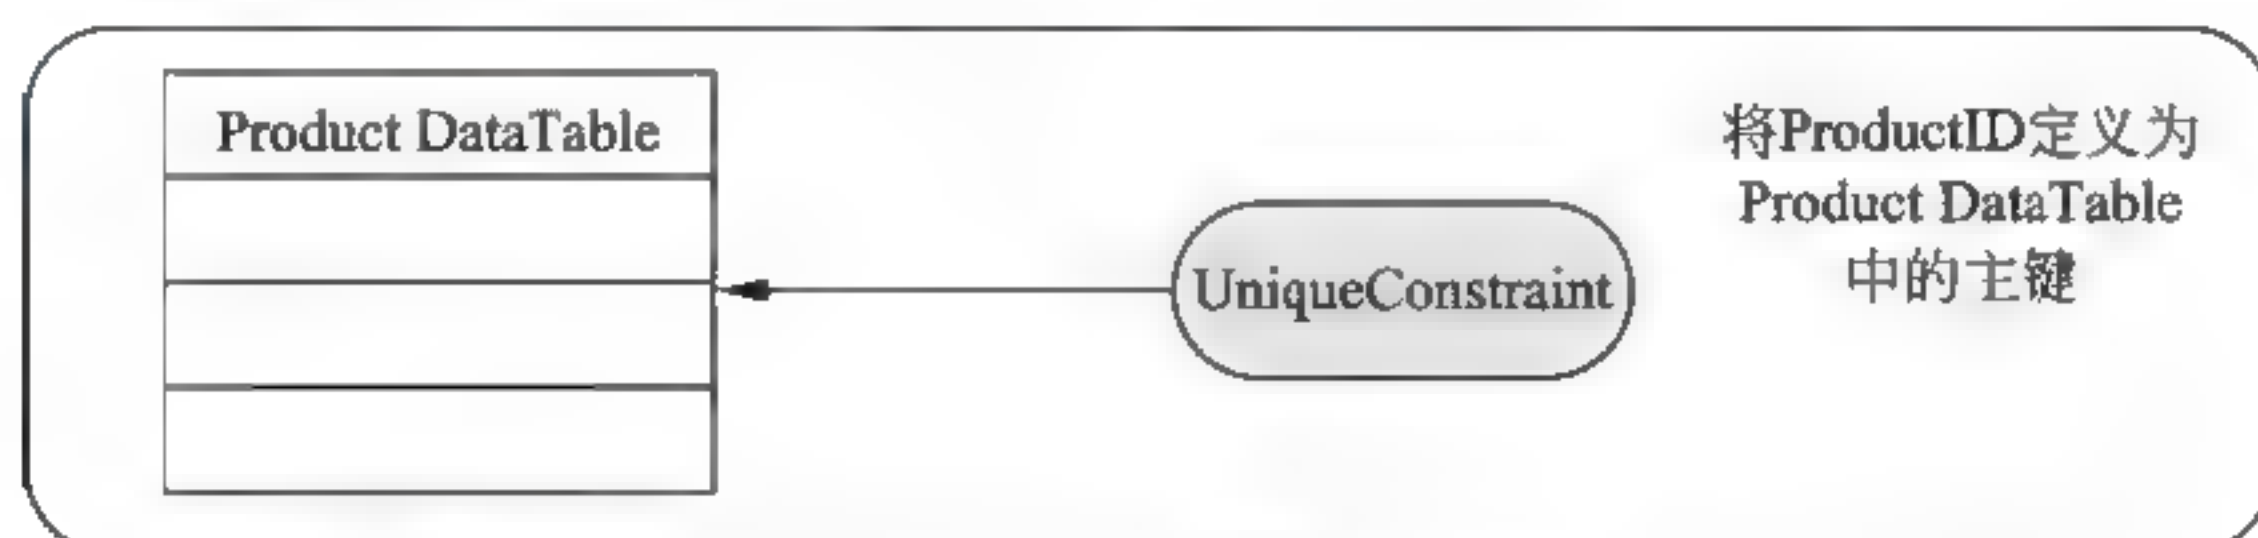 Product DataTable
UniqueConstraint
将ProductID定义为
Product DataTable
中的主键